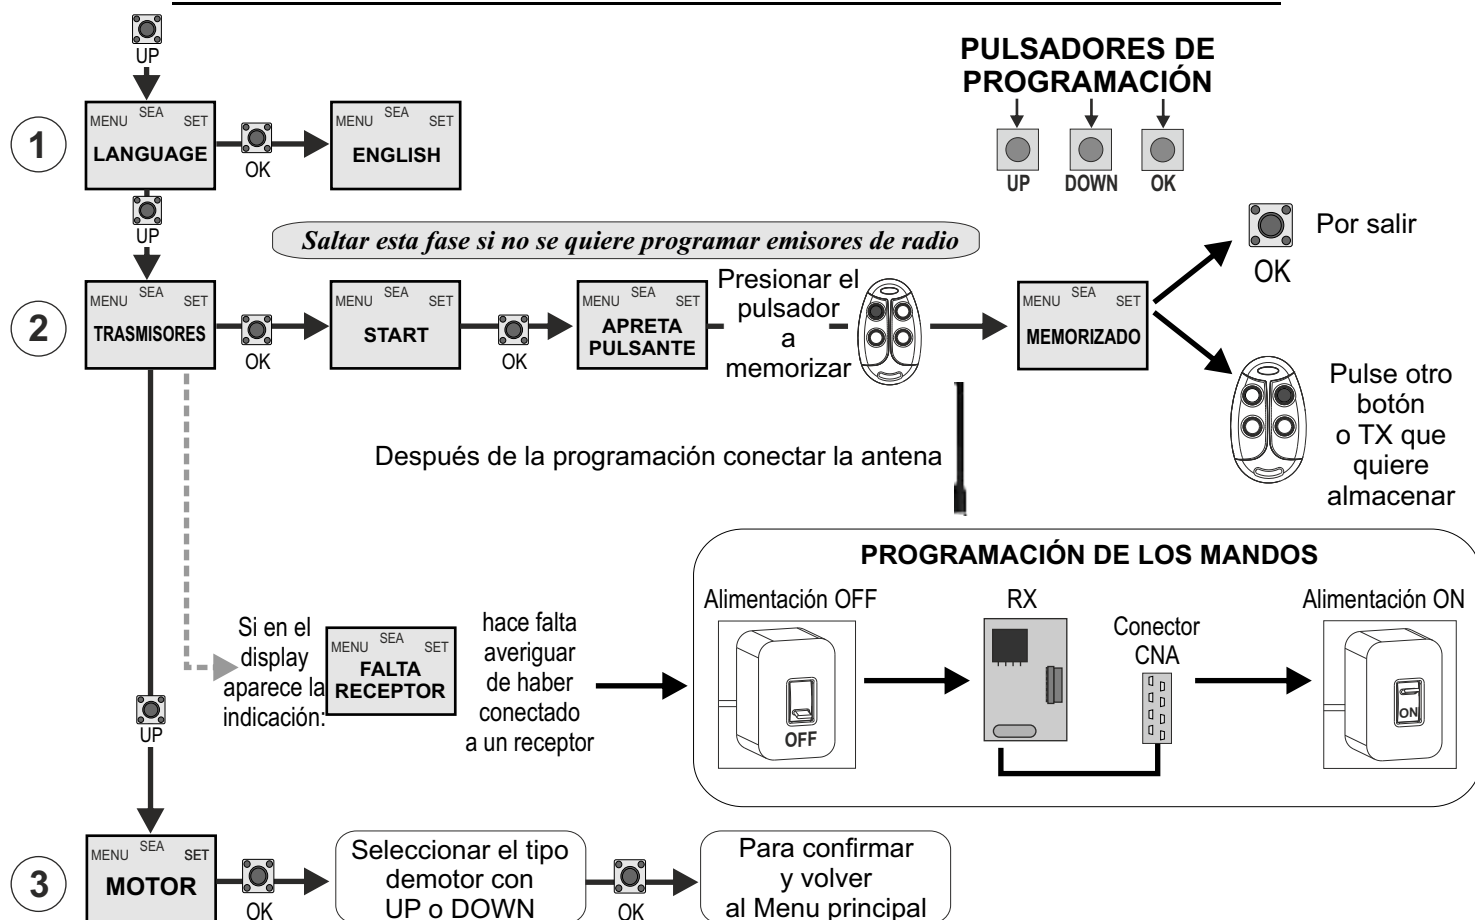 UP
PULSADORES DE
PROGRAMACIÓN
UP DOWN OK
1
MENU SEA SET
LANGUAGE
OK
MENU SEA SET
ENGLISH
UP
Saltar esta fase si no se quiere programar emisores de radio
2
MENU SEA SET
TRASMISORES
OK
MENU SEA SET
START
OK
MENU SEA SET
APRETA
PULSANTE
Presionar el
pulsador
a
memorizar
MENU SEA SET
MEMORIZADO
OK
Por salir
Pulse otro
botón
o TX que
quiere
almacenar
Después de la programación conectar la antena
Si en el
display
aparece la
indicación:
MENU SEA SET
FALTA
RECEPTOR
hace falta
averiguar
de haber
conectado
a un receptor
PROGRAMACIÓN DE LOS MANDOS
Alimentación OFF
OFF
RX
Conector
CNA
Alimentación ON
ON
UP
3
MENU SEA SET
MOTOR
OK
Seleccionar el tipo
demotor con
UP o DOWN
OK
Para confirmar
y volver
al Menu principal